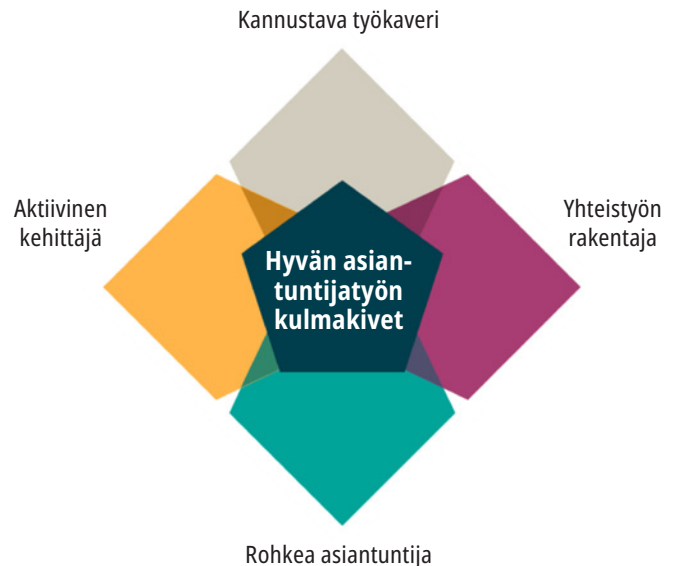 Kannustava työkaveri
Aktiivinen
kehittäjä
Yhteistyön
rakentaja
Hyvän asian-
tuntijatyön
kulmakivet
Rohkea asiantuntija